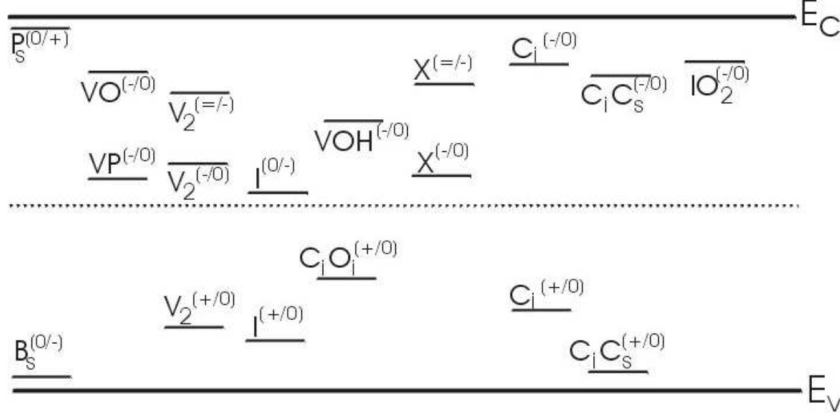 E_C
P_S^(0/+)
C_i^(-/0)
VO^(-/0)
V_2^(=/-)
X^(=/-)
C_iC_S^(-/0)
IO_2^(-/0)
VOH^(-/0)
VP^(-/0)
V_2^(-/0)
I^(0/-)
X^(-/0)
C_iO_i^(+/0)
V_2^(+/0)
I^(+/0)
C_i^(+/0)
B_S^(0/-)
C_iC_S^(+/0)
E_V